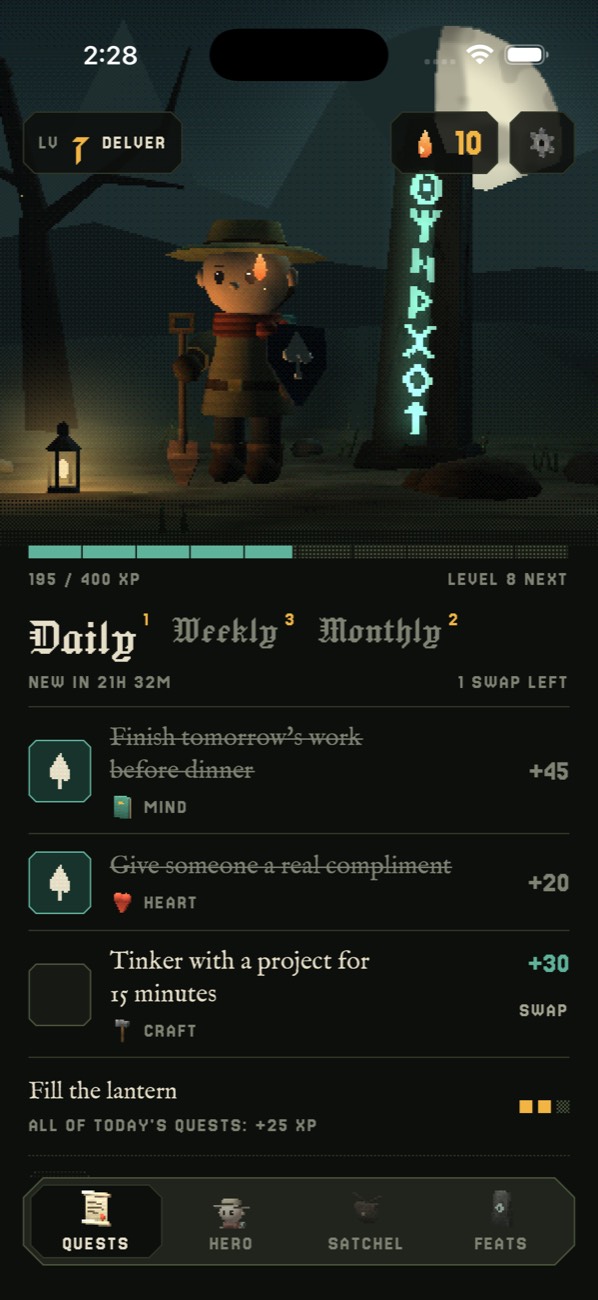 2:28
LV 7 DELVER
10
195 / 400 XP
LEVEL 8 NEXT
Daily 1
Weekly 3
Monthly 2
NEW IN 21H 32M
1 SWAP LEFT
Finish tomorrow's work
before dinner
+45
MIND
Give someone a real compliment
+20
HEART
Tinker with a project for
15 minutes
+30
SWAP
CRAFT
Fill the lantern
ALL OF TODAY'S QUESTS: +25 XP
QUESTS
HERO
SATCHEL
FEATS